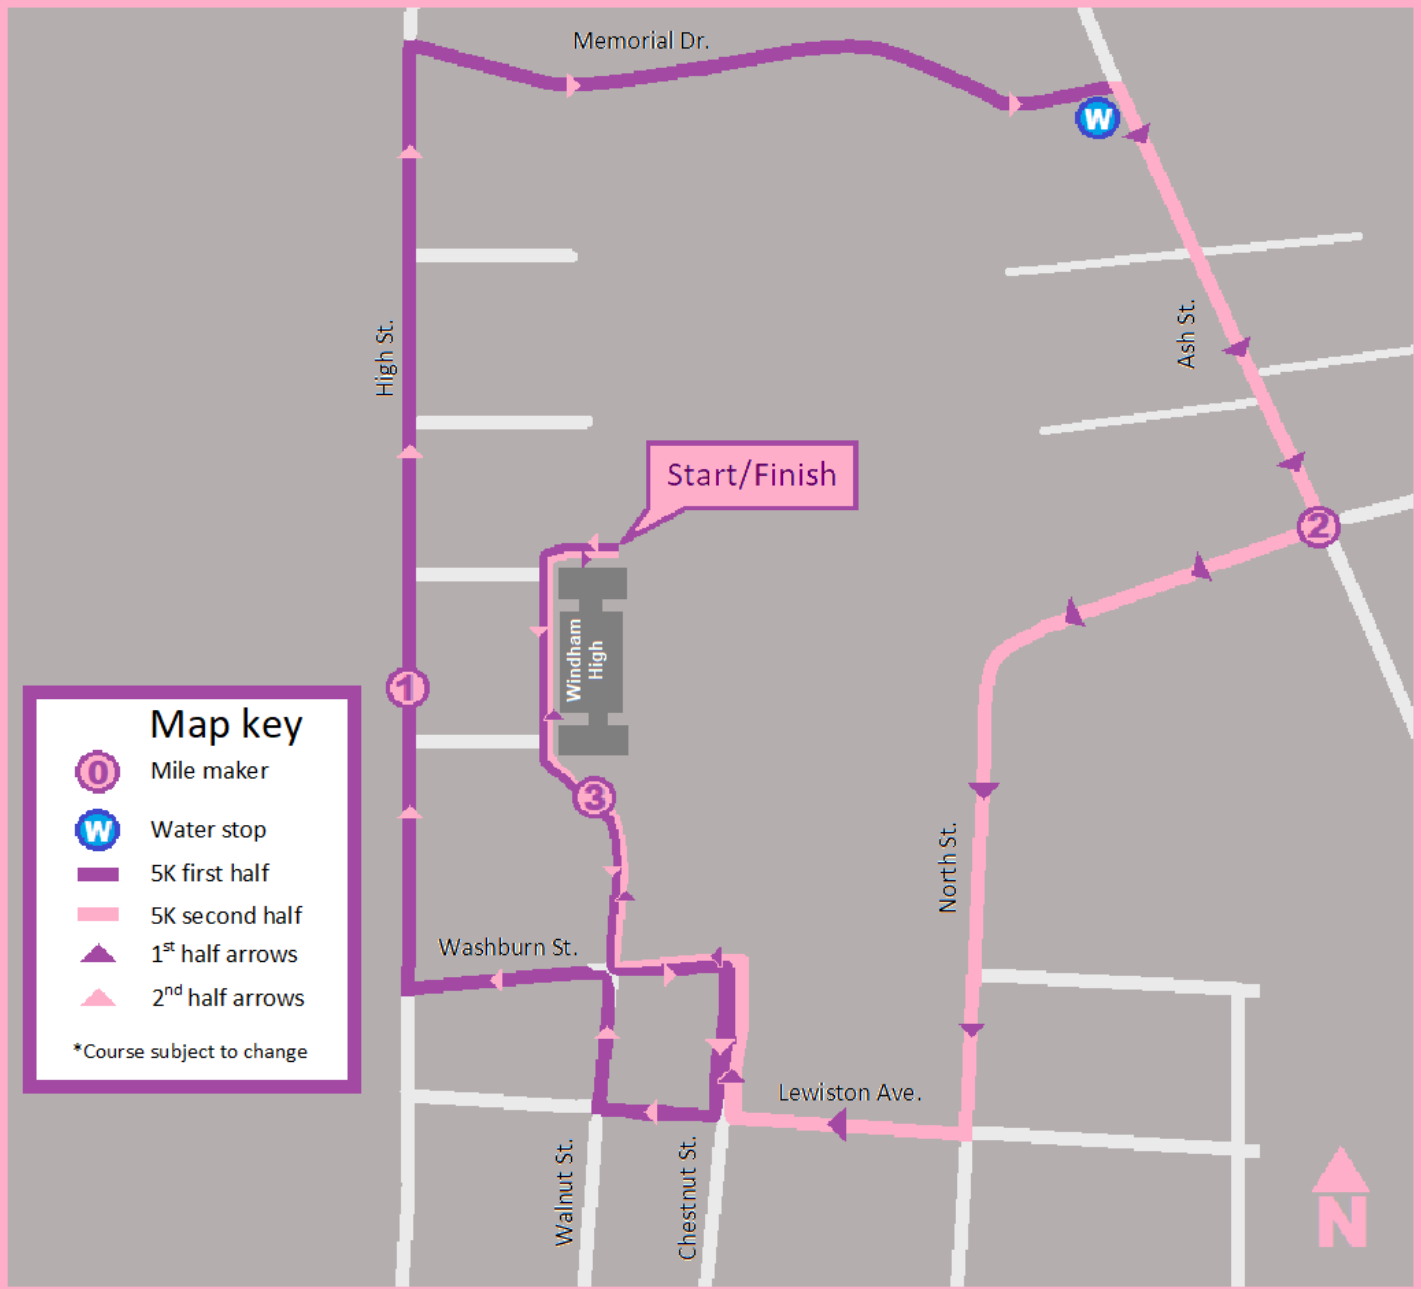 Memorial Dr.
W
High St.
Ash St.
Start/Finish
2
Windham
High
1
3
North St.
Map key
0 Mile maker
W Water stop
5K first half
5K second half
1st half arrows
2nd half arrows
*Course subject to change
Washburn St.
Lewiston Ave.
Walnut St.
Chestnut St.
N